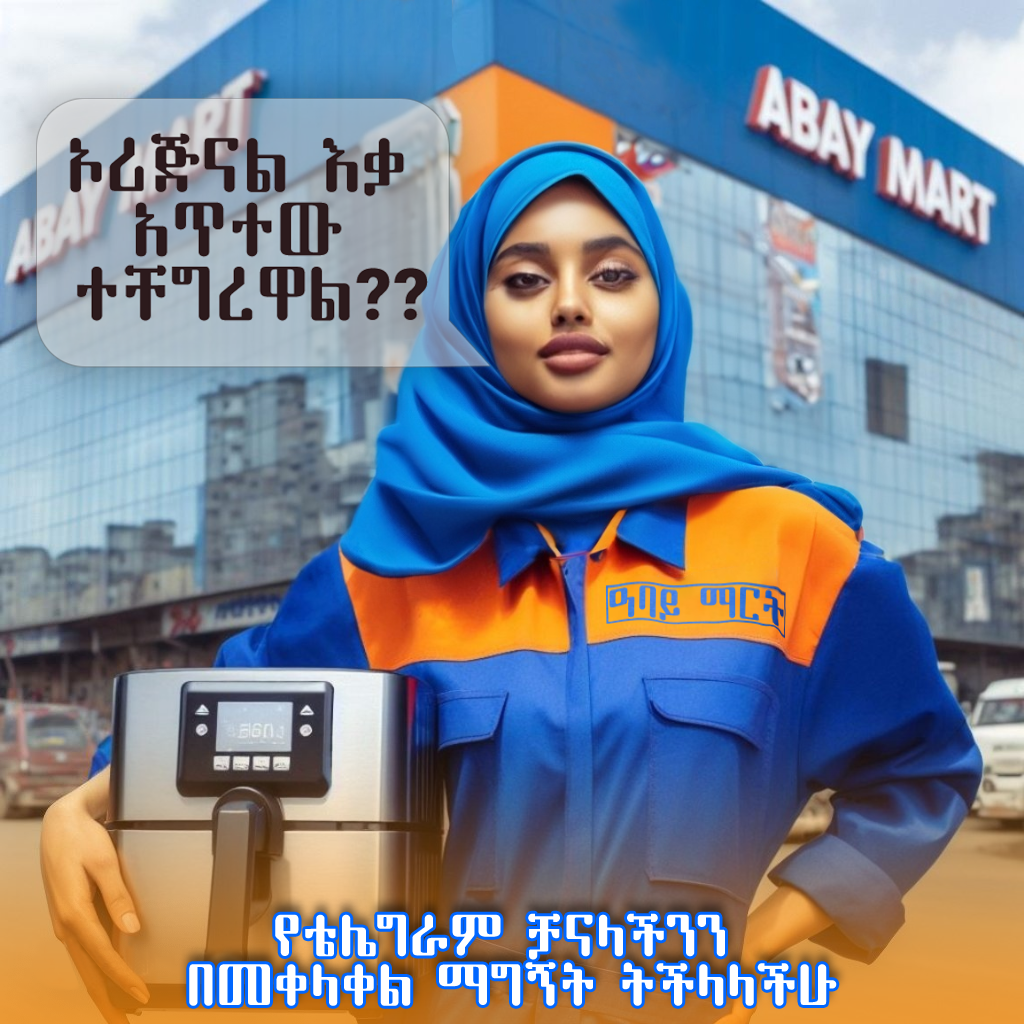 ኦሪጅናል እቃ
አጥተው
ተቸግረዋል??
ABAY MART
ABAY MART
ዓባይ ማርት
የቴሌግራም ቻናላችንን
በመቀላቀል ማግኘት ትችላላችሁ